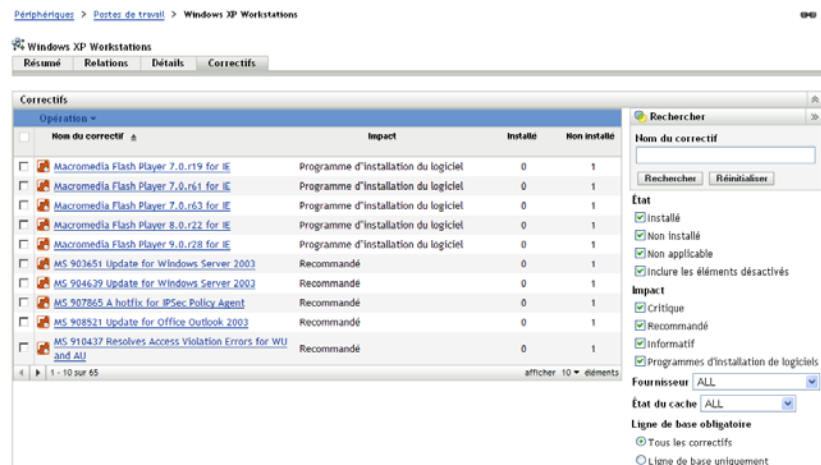 Périphériques > Postes de travail > Windows XP Workstations
Windows XP Workstations
Résumé Relations Détails Correctifs
Correctifs
Opération
Nom du correctif Impact Installé Non installé
Macromedia Flash Player 7.0.r19 for IE Programme d'installation du logiciel 0 1
Macromedia Flash Player 7.0.r61 for IE Programme d'installation du logiciel 0 1
Macromedia Flash Player 7.0.r63 for IE Programme d'installation du logiciel 0 1
Macromedia Flash Player 8.0.r22 for IE Programme d'installation du logiciel 0 1
Macromedia Flash Player 9.0.r28 for IE Programme d'installation du logiciel 0 1
MS 903651 Update for Windows Server 2003 Recommandé 0 1
MS 904639 Update for Windows Server 2003 Recommandé 0 1
MS 907865 A hotfix for IPSec Policy Agent Recommandé 0 1
MS 908521 Update for Office Outlook 2003 Recommandé 0 1
MS 910437 Resolves Access Violation Errors for WU
and AU Recommandé 0 1
1 - 10 sur 65 afficher 10 éléments
Rechercher
Nom du correctif
Rechercher Réinitialiser
État
Installé
Non installé
Non applicable
Inclure les éléments désactivés
Impact
Critique
Recommandé
Informatif
Programmes d'installation de logiciels
Fournisseur ALL
État du cache ALL
Ligne de base obligatoire
Tous les correctifs
Ligne de base uniquement